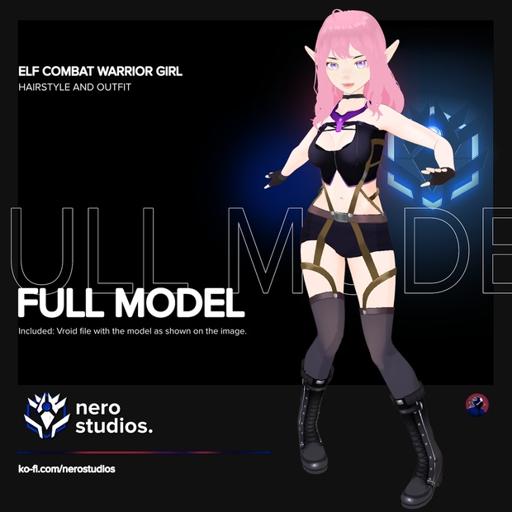 ELF COMBAT WARRIOR GIRL
HAIRSTYLE AND OUTFIT
ULL MODE
FULL MODEL
Included: Vroid file with the model as shown on the image.
nero
studios.
ko-fi.com/nerostudios